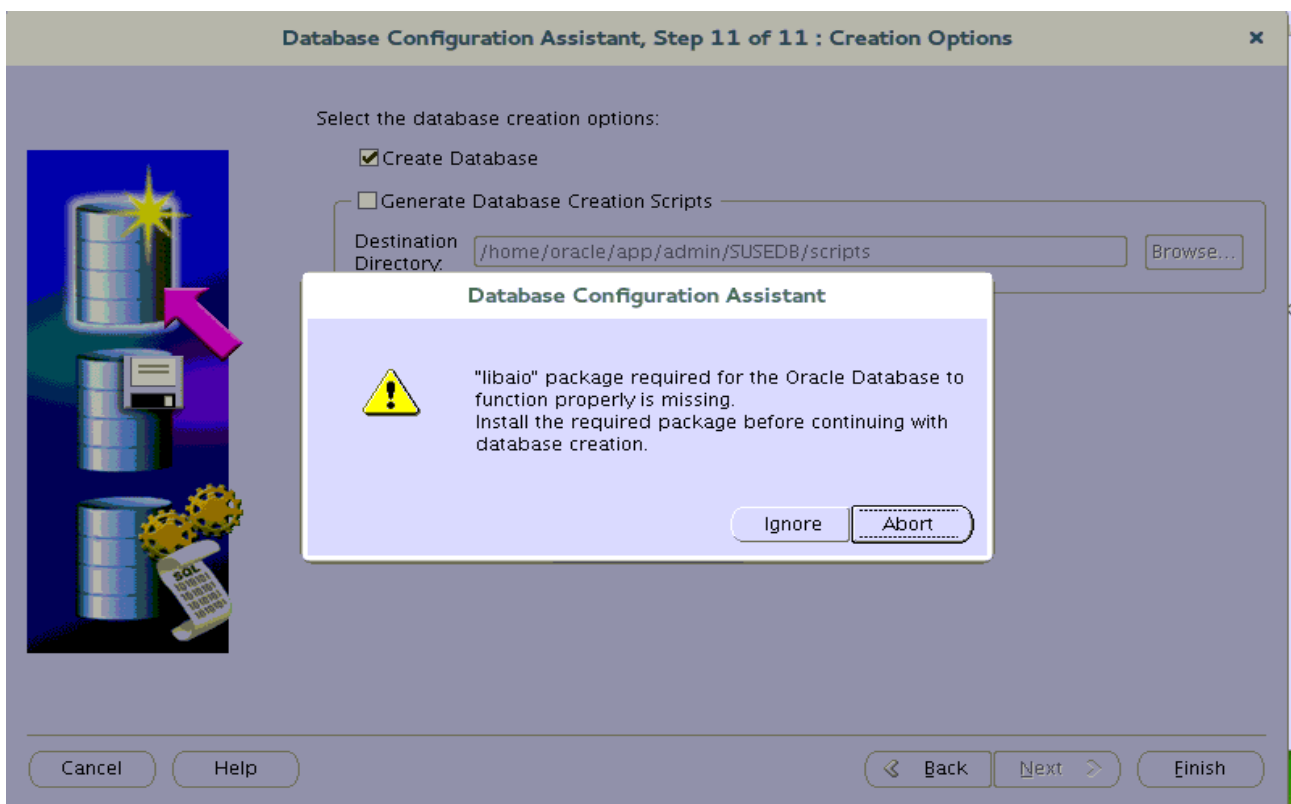 Database Configuration Assistant, Step 11 of 11 : Creation Options
Select the database creation options:
Create Database
Generate Database Creation Scripts
Destination
Directory:
/home/oracle/app/admin/SUSEDB/scripts
Browse...
Database Configuration Assistant
"libaio" package required for the Oracle Database to
function properly is missing.
Install the required package before continuing with
database creation.
Ignore
Abort
SQL
Cancel
Help
Back
Next
Finish